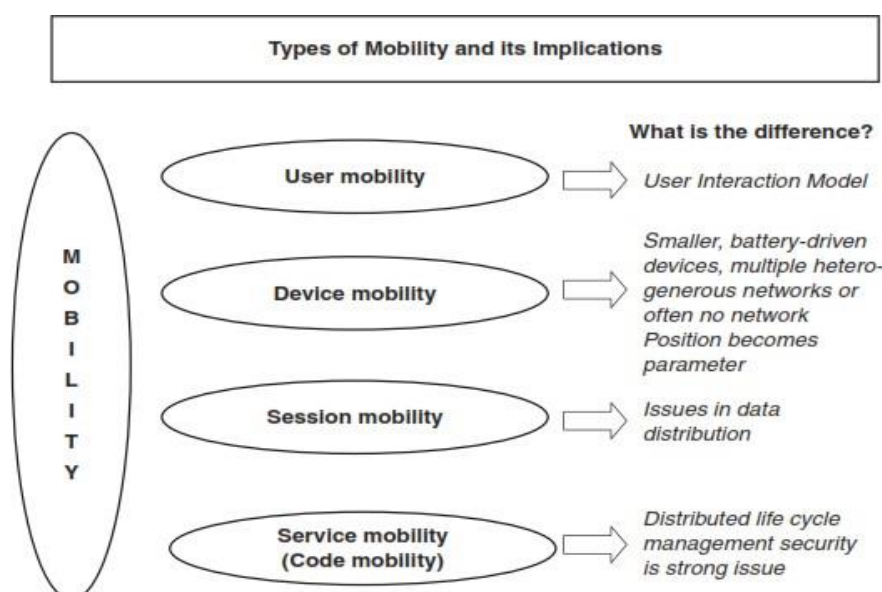 Types of Mobility and its Implications
What is the difference?
MOBILITY
User mobility
User Interaction Model
Device mobility
Smaller, battery-driven
devices, multiple hetero-
generous networks or
often no network
Position becomes
parameter
Session mobility
Issues in data
distribution
Service mobility
(Code mobility)
Distributed life cycle
management security
is strong issue